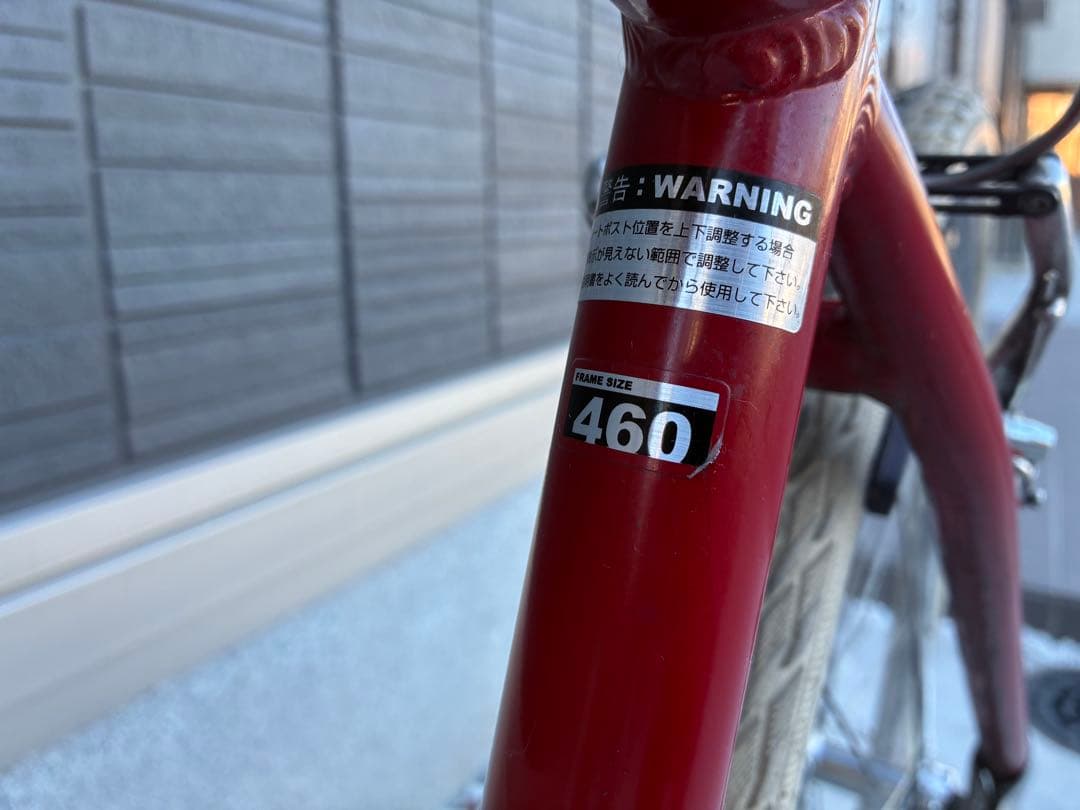 警告：WARNING
ートポスト位置を上下調整する場合
が見えない範囲で調整して下さい。
書をよく読んでから使用して下さい。
FRAME SIZE
460